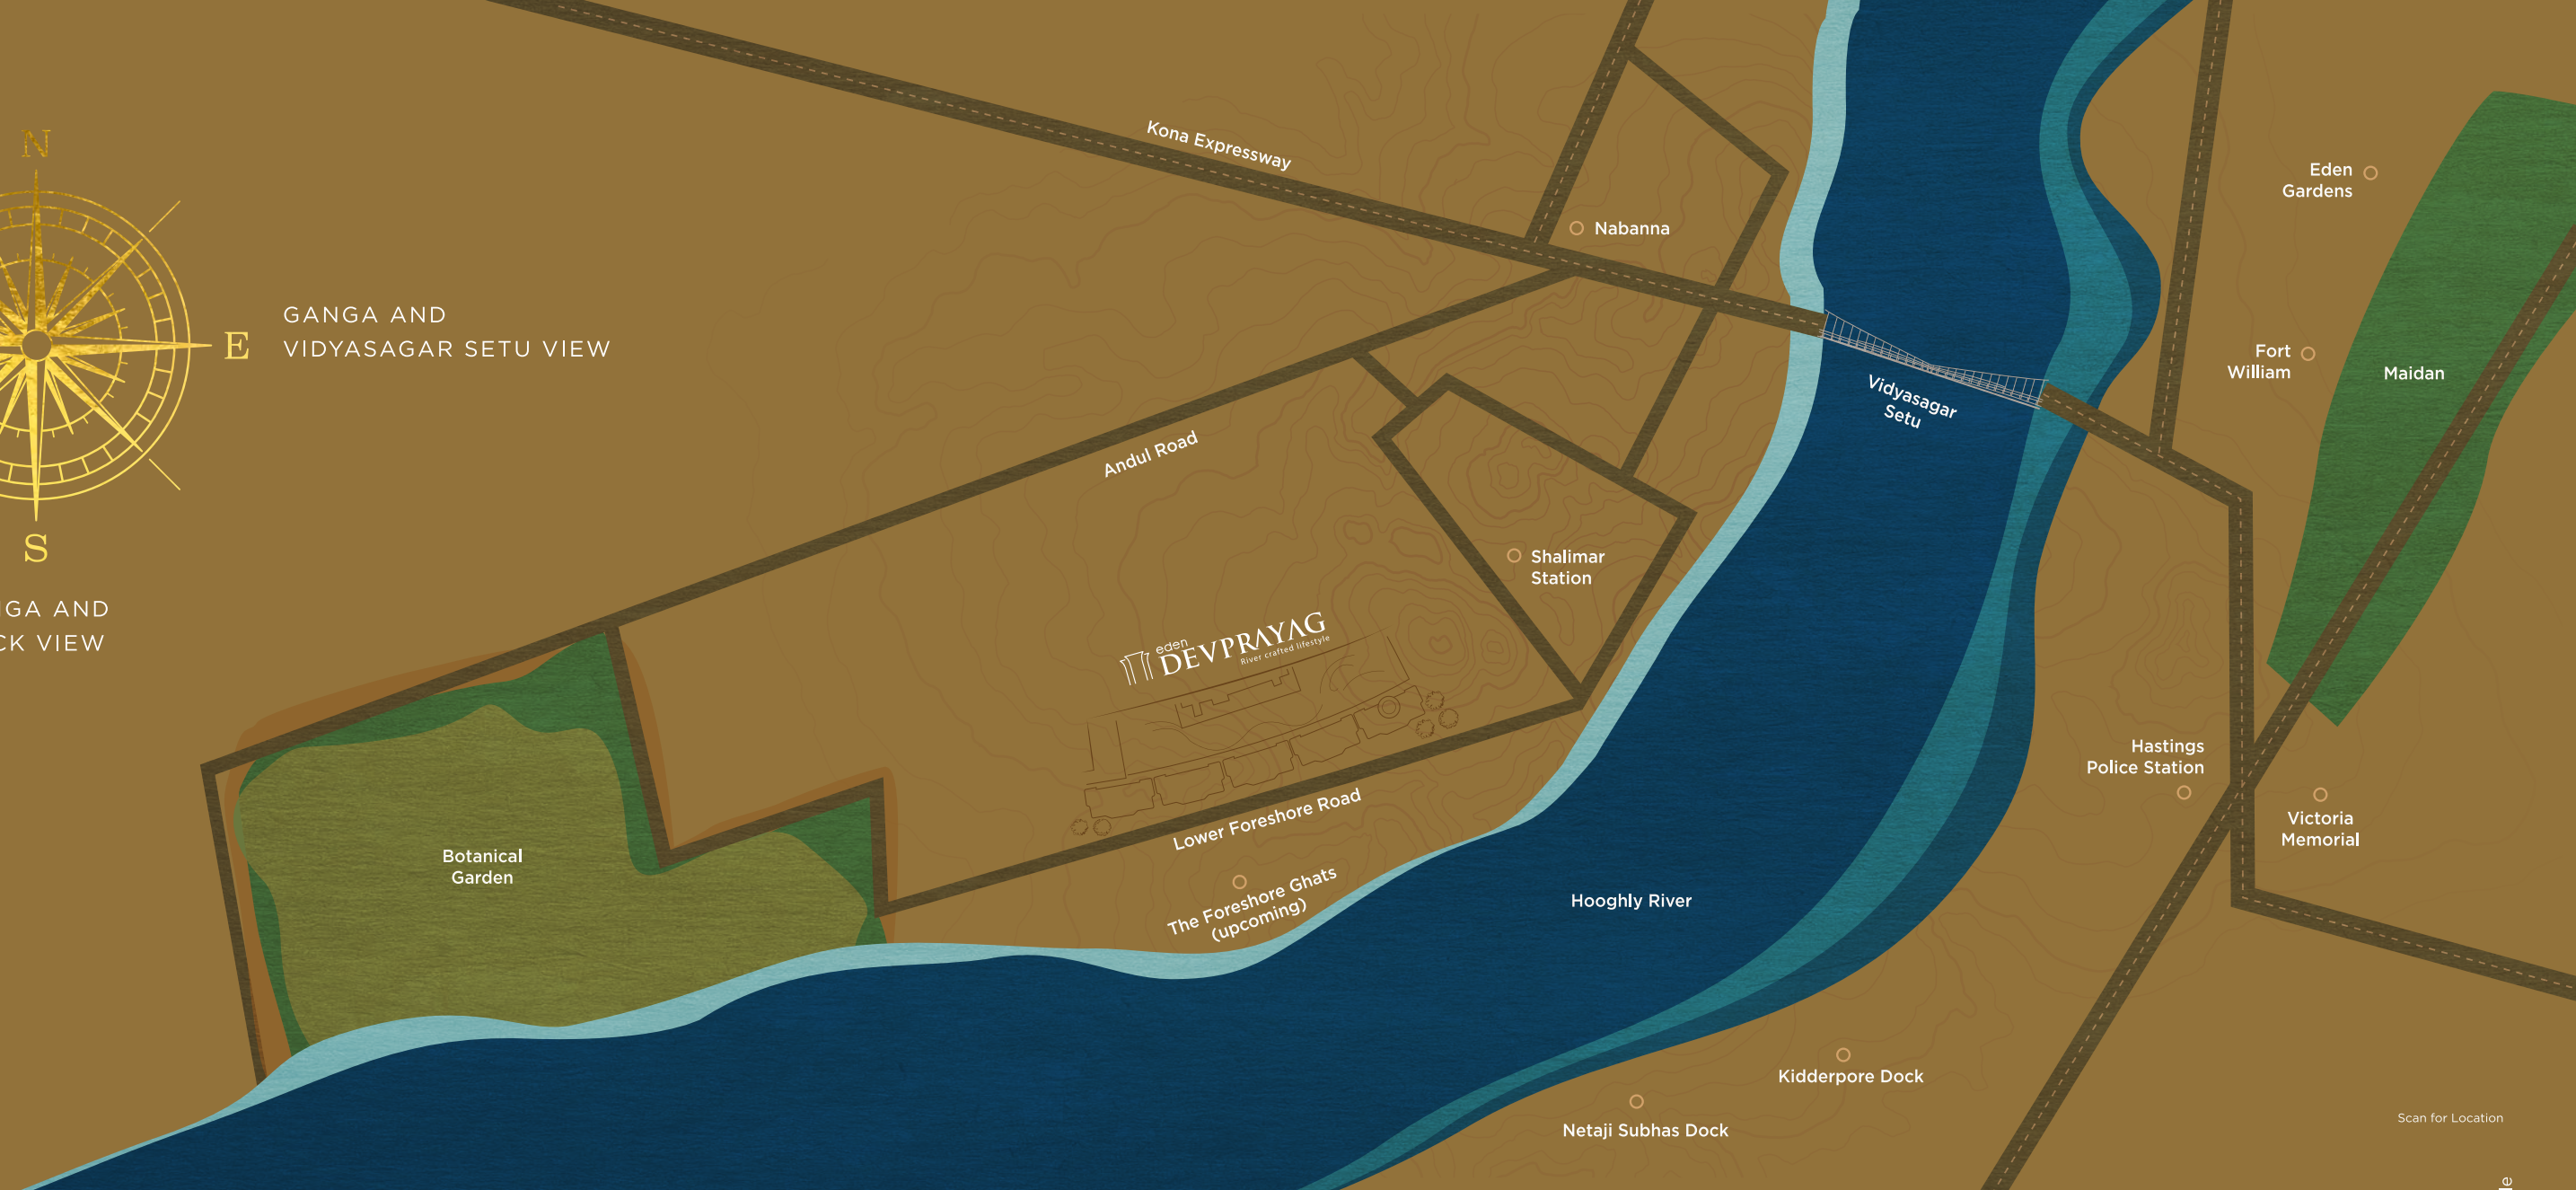 N
E
S
GANGA AND
VIDYASAGAR SETU VIEW
AND
VIEW
Kona Expressway
Nabanna
Andul Road
Vidyasagar
Setu
Eden
Gardens
Fort
William
Maidan
Shalimar
Station
eden
DEVPRAYAG
River crafted lifestyle
Lower Foreshore Road
The Foreshore Ghats
(upcoming)
Botanical
Garden
Hooghly River
Hastings
Police Station
Victoria
Memorial
Kidderpore Dock
Netaji Subhas Dock
Scan for Location